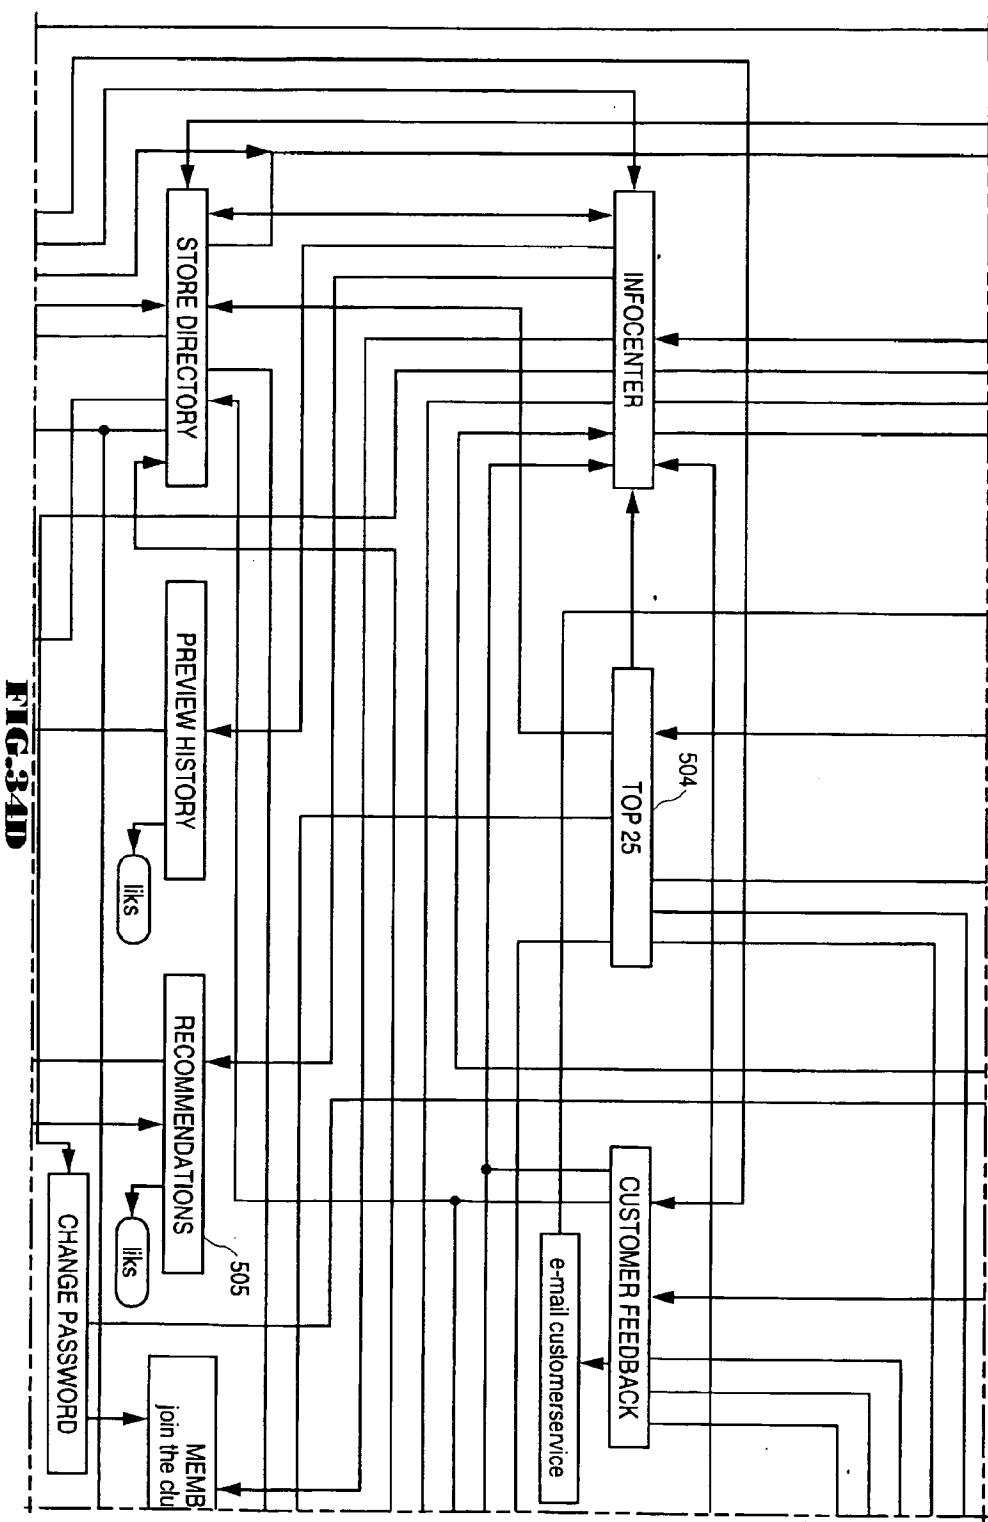 INFOCENTER
TOP 25
504
CUSTOMER FEEDBACK
e-mail customerservice
STORE DIRECTORY
PREVIEW HISTORY
liks
RECOMMENDATIONS
505
liks
MEMB
join the clu
CHANGE PASSWORD
FIG.34D